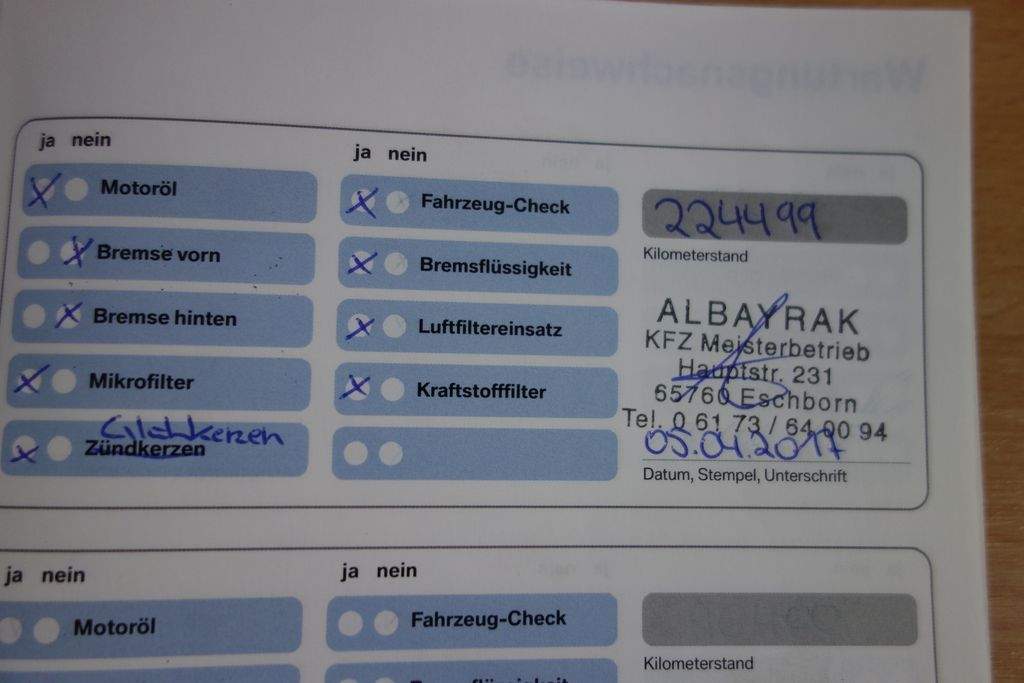 Wartungsnachweise
ja nein
Motoröl
Bremse vorn
Bremse hinten
Mikrofilter
Glühkerzen
Zündkerzen
ja nein
Fahrzeug-Check
Bremsflüssigkeit
Luftfiltereinsatz
Kraftstofffilter
224499
Kilometerstand
ALBAYRAK
KFZ Meisterbetrieb
Hauptstr. 231
65760 Eschborn
Tel. 0 61 73 / 64 00 94
05.04.2017
Datum, Stempel, Unterschrift
ja nein
Motoröl
ja nein
Fahrzeug-Check
Bremsflüssigkeit
Kilometerstand